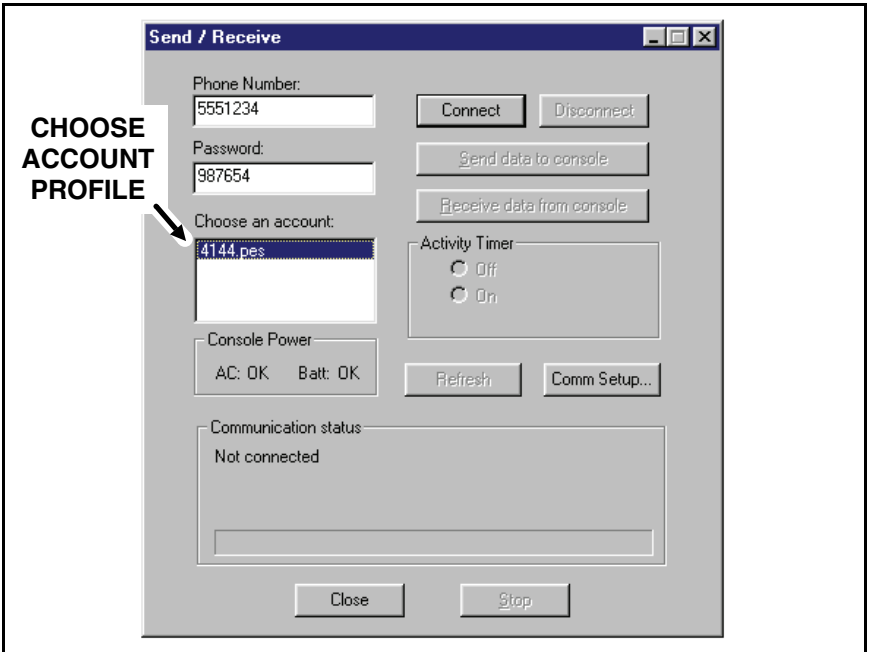 Send / Receive
CHOOSE
ACCOUNT
PROFILE
Phone Number:
5551234
Password:
987654
Choose an account:
4144.pes
Console Power
AC: OK Batt: OK
Connect Disconnect
Send data to console
Receive data from console
Activity Timer
Off
On
Refresh Comm Setup...
Communication status
Not connected
Close Stop